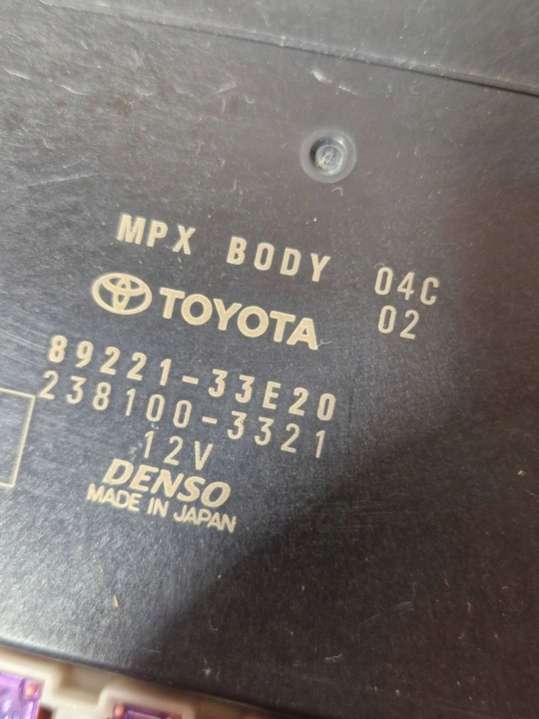 MPX BODY 04C
TOYOTA 02
89221-33E20
238100-3321
12V
DENSO
MADE IN JAPAN